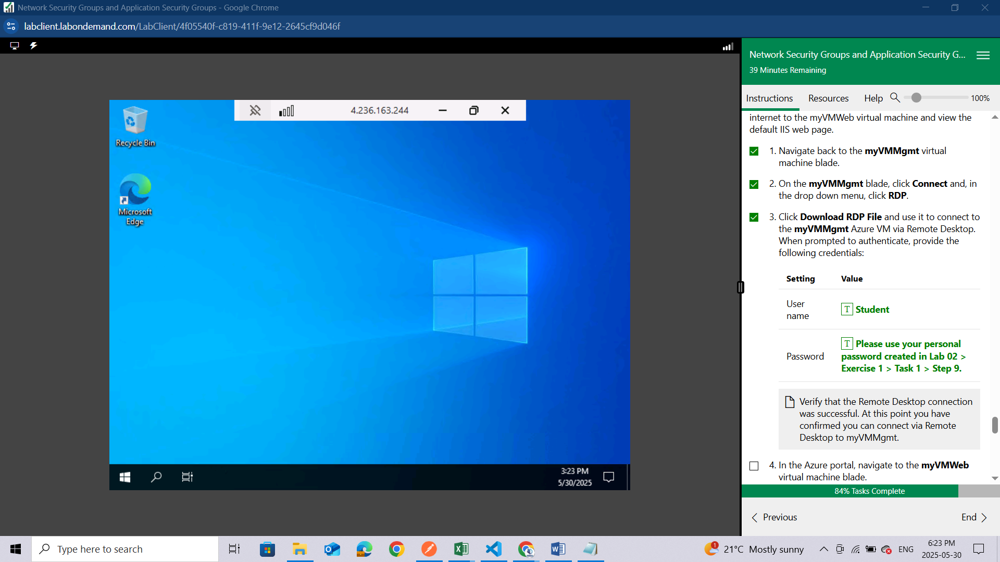 Network Security Groups and Application Security Groups - Google Chrome
labclient.labondemand.com/LabClient/4f05540f-c819-411f-9e12-2645cf9d046f
4.236.163.244
Recycle Bin
Microsoft
Edge
3:23 PM
5/30/2025
Network Security Groups and Application Security G...
39 Minutes Remaining
Instructions
Resources
Help
100%
internet to the myVMWeb virtual machine and view the
default IIS web page.
1. Navigate back to the myVMMgmt virtual
machine blade.
2. On the myVMMgmt blade, click Connect and, in
the drop down menu, click RDP.
3. Click Download RDP File and use it to connect to
the myVMMgmt Azure VM via Remote Desktop.
When prompted to authenticate, provide the
following credentials:
Setting Value
User
name
T Student
Password
T Please use your personal
password created in Lab 02 >
Exercise 1 > Task 1 > Step 9.
Verify that the Remote Desktop connection
was successful. At this point you have
confirmed you can connect via Remote
Desktop to myVMMgmt.
4. In the Azure portal, navigate to the myVMWeb
virtual machine blade.
84% Tasks Complete
Previous
End
Type here to search
1
21°C Mostly sunny
ENG
6:23 PM
2025-05-30